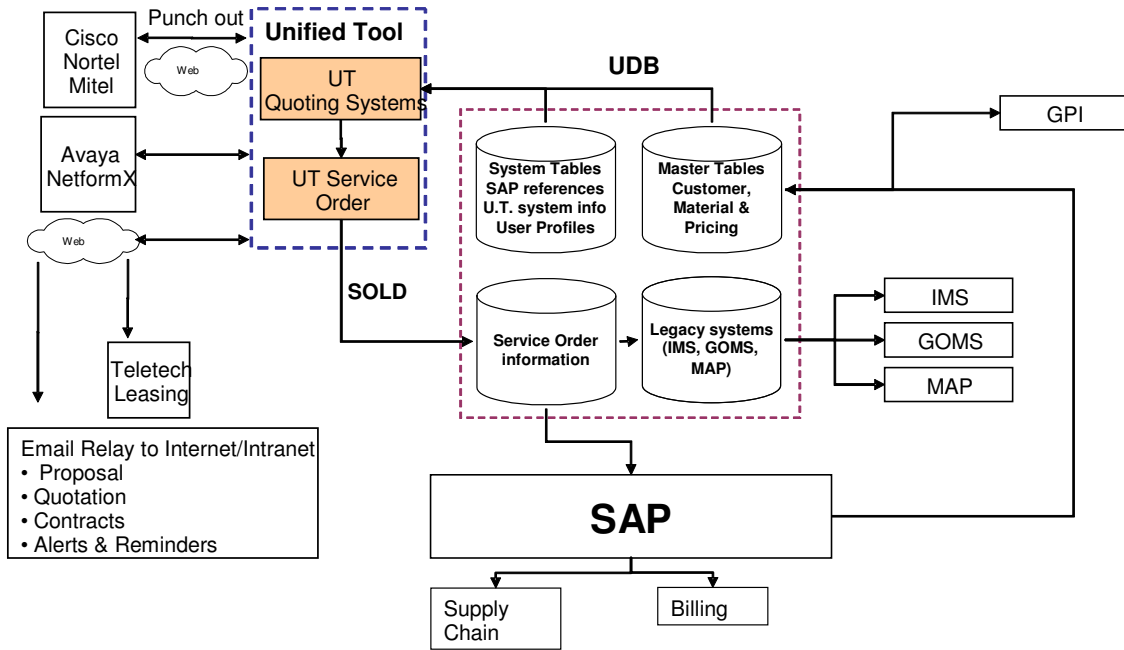 Punch out
Cisco
Nortel
Mitel
Web
Unified Tool
UT
Quoting Systems
UT Service
Order
UDB
Avaya
NetformX
Web
Teletech
Leasing
Email Relay to Internet/Intranet
• Proposal
• Quotation
• Contracts
• Alerts & Reminders
SOLD
System Tables
SAP references
U.T. system info
User Profiles
Master Tables
Customer,
Material &
Pricing
Service Order
information
Legacy systems
(IMS, GOMS,
MAP)
GPI
IMS
GOMS
MAP
SAP
Supply
Chain
Billing